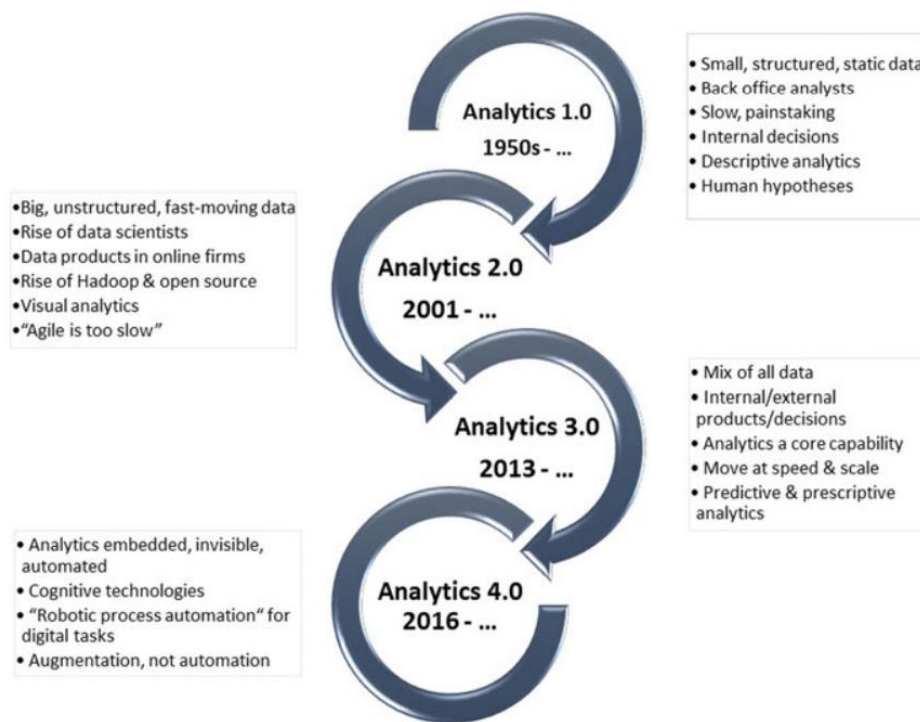 Analytics 1.0
1950s - ...
• Small, structured, static data
• Back office analysts
• Slow, painstaking
• Internal decisions
• Descriptive analytics
• Human hypotheses
•Big, unstructured, fast-moving data
•Rise of data scientists
•Data products in online firms
•Rise of Hadoop & open source
•Visual analytics
•“Agile is too slow”
Analytics 2.0
2001 - ...
Analytics 3.0
2013 - ...
• Mix of all data
• Internal/external
products/decisions
• Analytics a core capability
• Move at speed & scale
• Predictive & prescriptive
analytics
• Analytics embedded, invisible,
automated
• Cognitive technologies
• “Robotic process automation“ for
digital tasks
• Augmentation, not automation
Analytics 4.0
2016 - ...